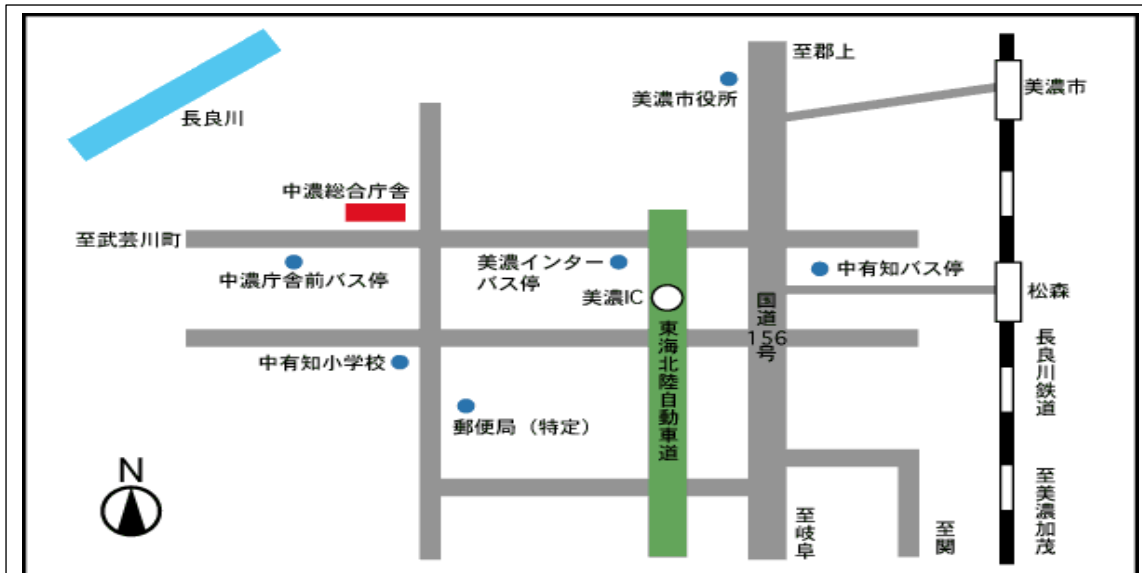 至郡上
美濃市役所
美濃市
長良川
中濃総合庁舎
至武芸川町
中濃庁舎前バス停
美濃インター
バス停
中有知バス停
美濃IC
松森
国道156号
東海北陸自動車道
長良川鉄道
中有知小学校
郵便局（特定）
N
至岐阜
至関
至美濃加茂